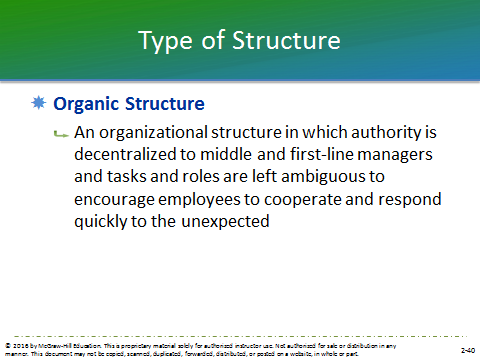 Type of Structure
Organic Structure
An organizational structure in which authority is
decentralized to middle and first-line managers
and tasks and roles are left ambiguous to
encourage employees to cooperate and respond
quickly to the unexpected
© 2016 by McGraw-Hill Education. This is proprietary material solely for authorized instructor use. Not authorized for sale or distribution in any
manner. This document may not be copied, scanned, duplicated, forwarded, distributed, or posted on a website, in whole or part.
2-40